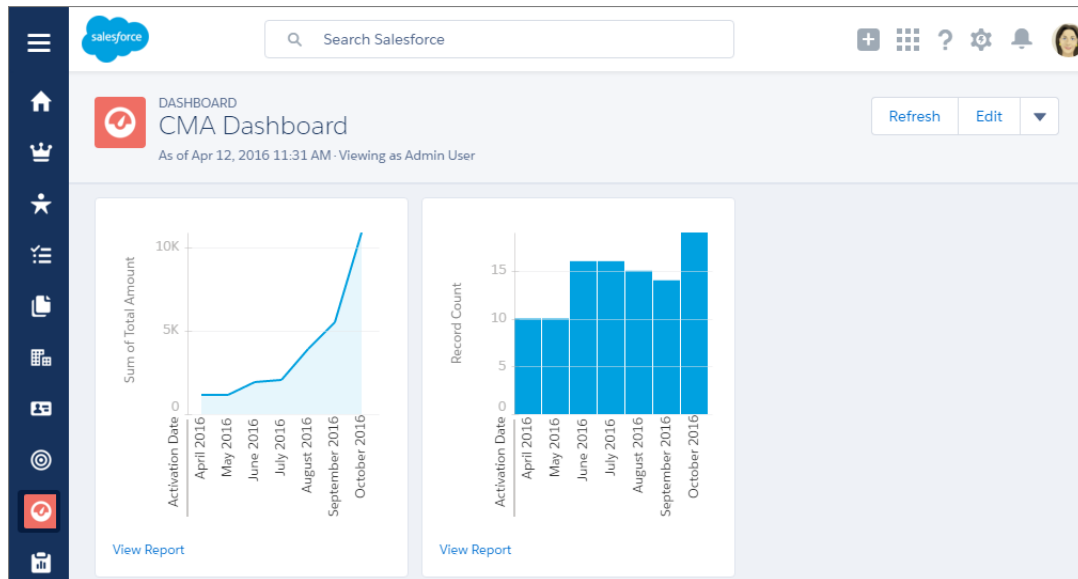 salesforce
Search Salesforce
DASHBOARD
CMA Dashboard
As of Apr 12, 2016 11:31 AM·Viewing as Admin User
Refresh
Edit
Sum of Total Amount
10K
5K
0
Activation Date
April 2016
May 2016
June 2016
July 2016
August 2016
September 2016
October 2016
View Report
Record Count
15
10
5
0
Activation Date
April 2016
May 2016
June 2016
July 2016
August 2016
September 2016
October 2016
View Report